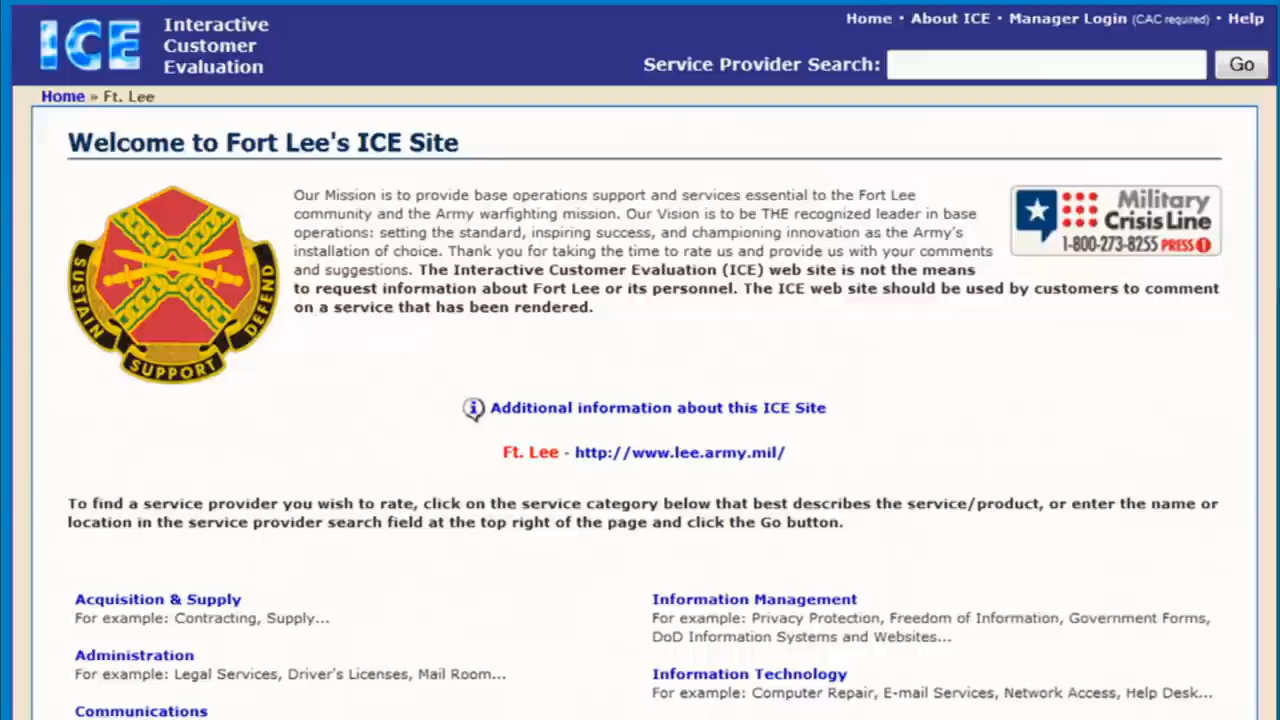 ICE
Interactive
Customer
Evaluation
Home • About ICE • Manager Login (CAC required) • Help
Service Provider Search:
Go
Home » Ft. Lee
Welcome to Fort Lee's ICE Site
SUSTAIN
SUPPORT
DEFEND
Our Mission is to provide base operations support and services essential to the Fort Lee
community and the Army warfighting mission. Our Vision is to be THE recognized leader in base
operations: setting the standard, inspiring success, and championing innovation as the Army's
installation of choice. Thank you for taking the time to rate us and provide us with your comments
and suggestions. The Interactive Customer Evaluation (ICE) web site is not the means
to request information about Fort Lee or its personnel. The ICE web site should be used by customers to comment
on a service that has been rendered.
Military
Crisis Line
1-800-273-8255 PRESS 1
Additional information about this ICE Site
Ft. Lee - http://www.lee.army.mil/
To find a service provider you wish to rate, click on the service category below that best describes the service/product, or enter the name or
location in the service provider search field at the top right of the page and click the Go button.
Acquisition & Supply
For example: Contracting, Supply...
Administration
For example: Legal Services, Driver's Licenses, Mail Room...
Communications
Information Management
For example: Privacy Protection, Freedom of Information, Government Forms,
DoD Information Systems and Websites...
Information Technology
For example: Computer Repair, E-mail Services, Network Access, Help Desk...